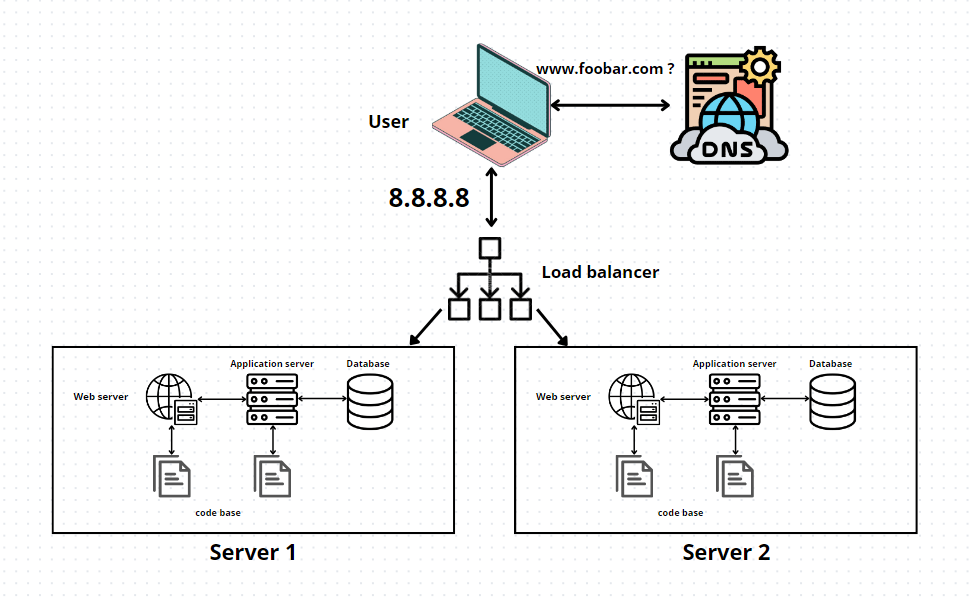 www.foobar.com ?
User
DNS
8.8.8.8
Load balancer
Application server
Database
Web server
code base
Server 1
Application server
Database
Web server
code base
Server 2